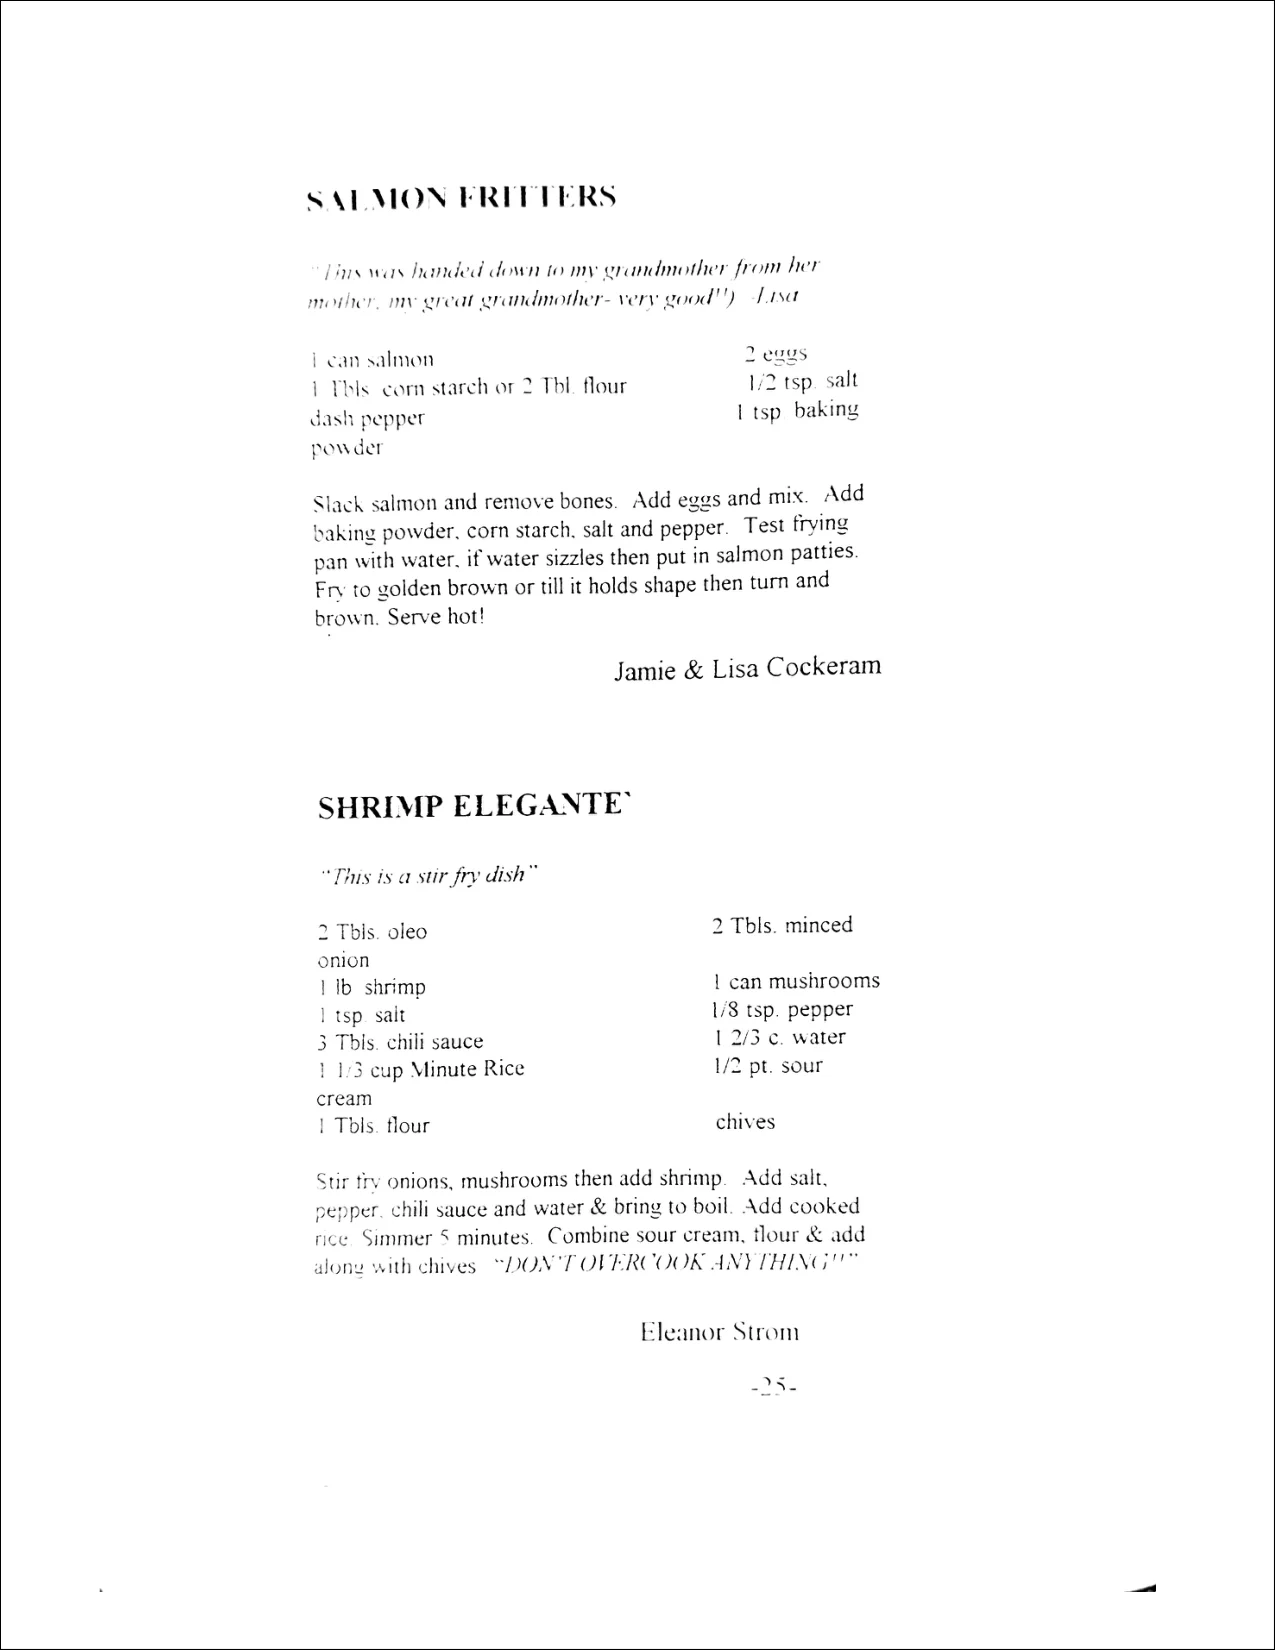 SALMON FRITTERS
"This was handed down to my grandmother from her
mother, my great grandmother- very good") -Lisa
1 can salmon 2 eggs
1 Tbls. corn starch or 2 Tbl. flour 1/2 tsp. salt
dash pepper 1 tsp. baking
powder
Slack salmon and remove bones. Add eggs and mix. Add
baking powder, corn starch, salt and pepper. Test frying
pan with water, if water sizzles then put in salmon patties.
Fry to golden brown or till it holds shape then turn and
brown. Serve hot!
Jamie & Lisa Cockeram
SHRIMP ELEGANTE`
"This is a stir fry dish"
2 Tbls. oleo 2 Tbls. minced
onion
1 lb shrimp 1 can mushrooms
1 tsp. salt 1/8 tsp. pepper
3 Tbls. chili sauce 1 2/3 c. water
1 1/3 cup Minute Rice 1/2 pt. sour
cream
1 Tbls. flour chives
Stir fry onions, mushrooms then add shrimp. Add salt,
pepper, chili sauce and water & bring to boil. Add cooked
rice. Simmer 5 minutes. Combine sour cream, flour & add
along with chives "DON'T OVERCOOK ANYTHING!!"
Eleanor Strom
-25-